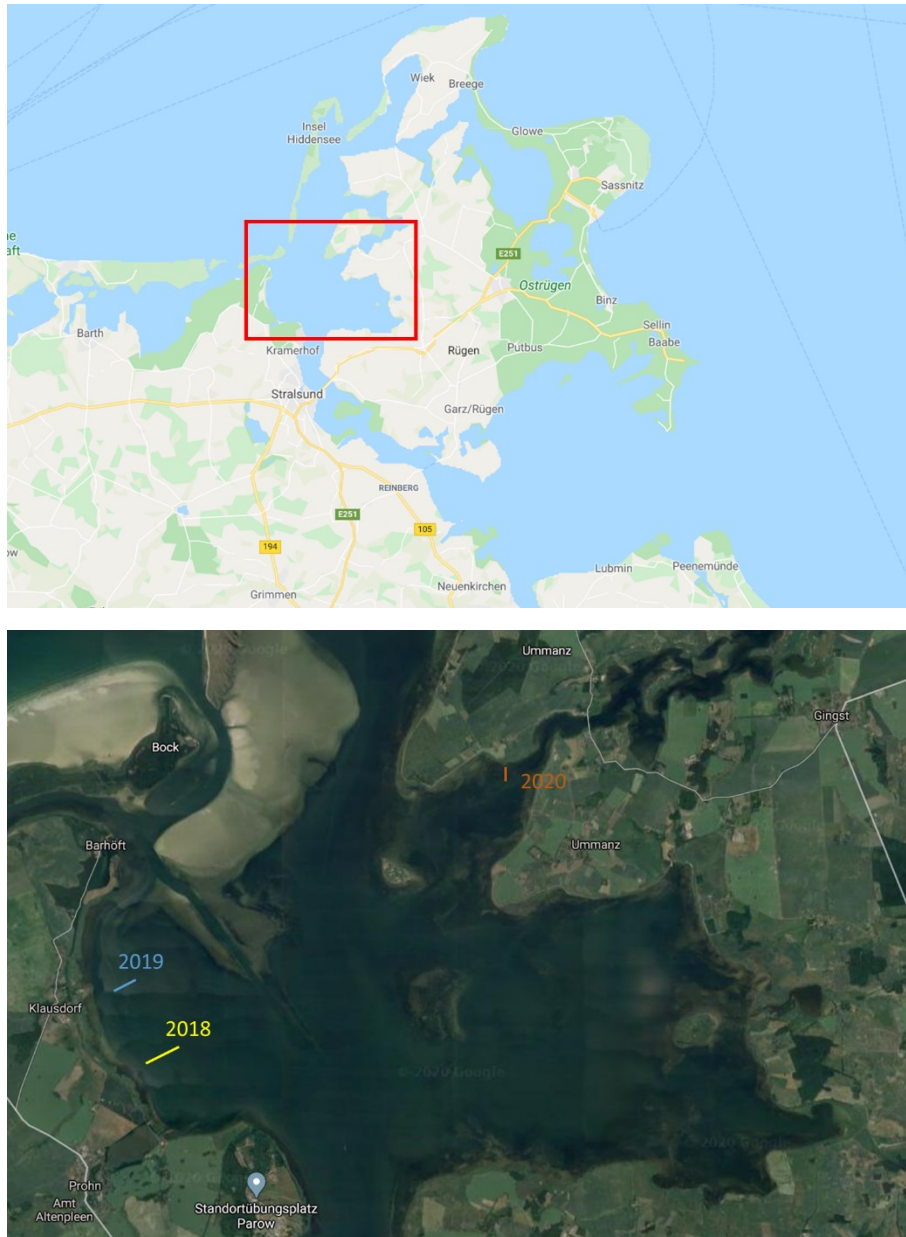 Wiek
Breege
Insel
Hiddensee
Glowe
Sassnitz
E251
Ostrügen
Binz
Barth
Kramerhof
Rügen
Putbus
Sellin
Baabe
Stralsund
Garz/Rügen
REINBERG
E251
105
194
Lubmin
Peenemünde
Grimmen
Neuenkirchen
Ummanz
Gingst
Bock
2020
Barhöft
Ummanz
2019
Klausdorf
2018
© 2020 Google
Prohn
Amt
Altenpleen
Standortübungsplatz
Parow